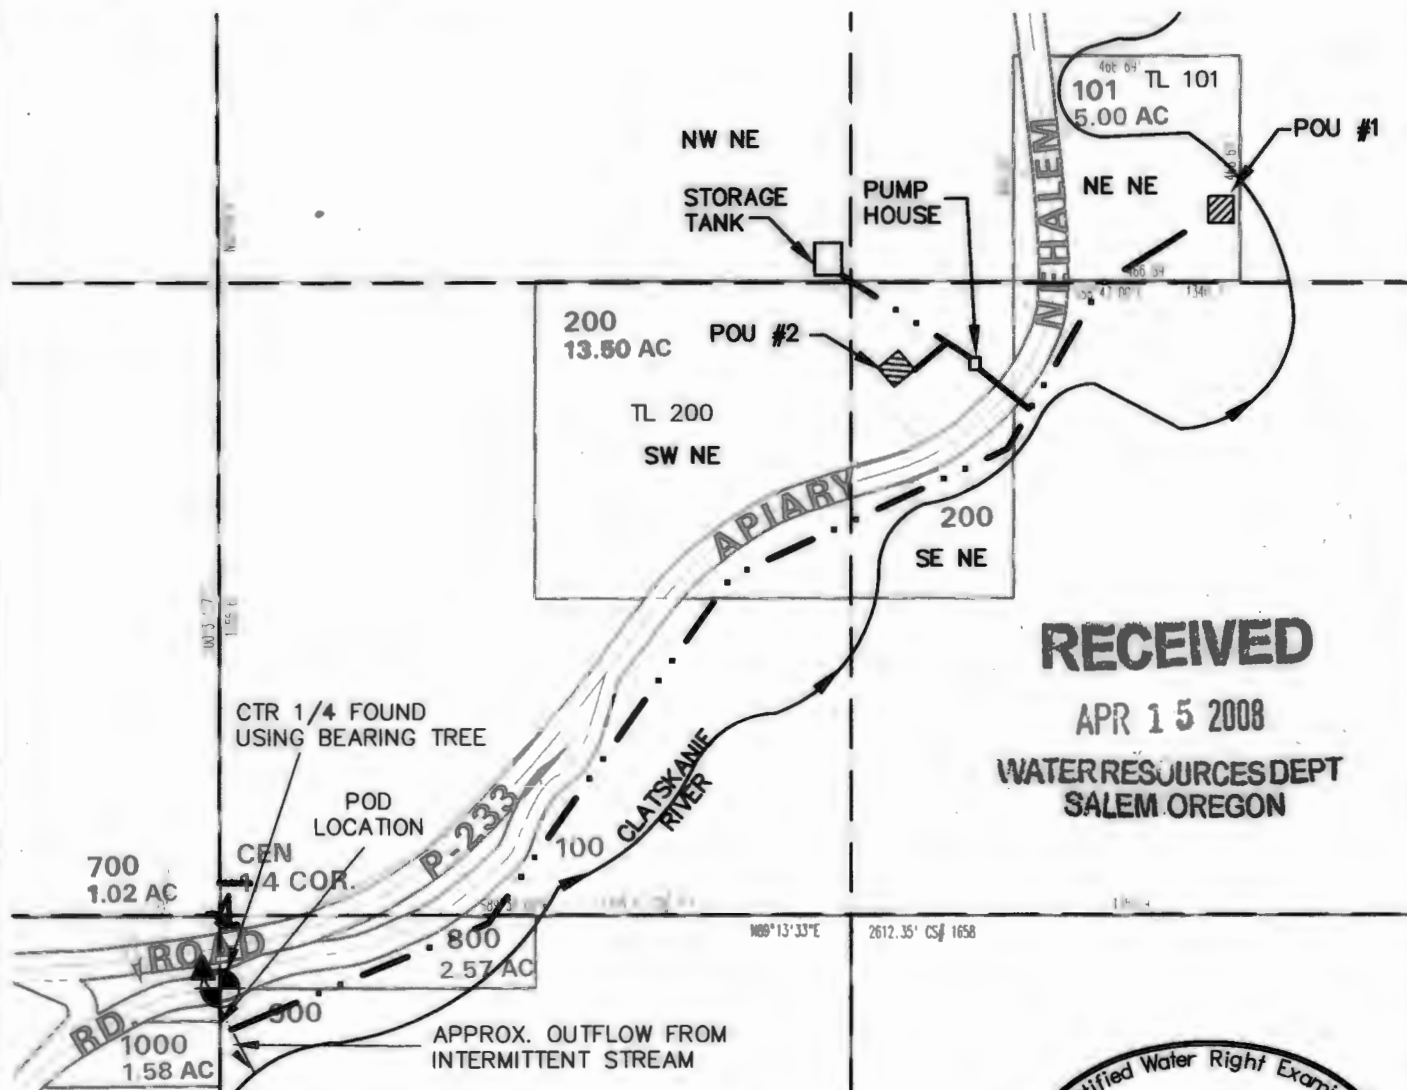 466.69'
TL 101
101
5.00 AC
POU #1
NW NE
NE NE
STORAGE
TANK
PUMP
HOUSE
NEHALEM
200
13.50 AC
POU #2
TL 200
SW NE
APIARY
200
SE NE
RECEIVED
APR 15 2008
WATER RESOURCES DEPT
SALEM, OREGON
CTR 1/4 FOUND
USING BEARING TREE
POD
LOCATION
CLATSKANIE
RIVER
P-233
100
700
1.02 AC
CEN
1/4 COR.
N89°13'33"E
2612.35' CS# 1658
ROAD
800
2.57 AC
900
RD.
1000
1.58 AC
APPROX. OUTFLOW FROM
INTERMITTENT STREAM
Water Right